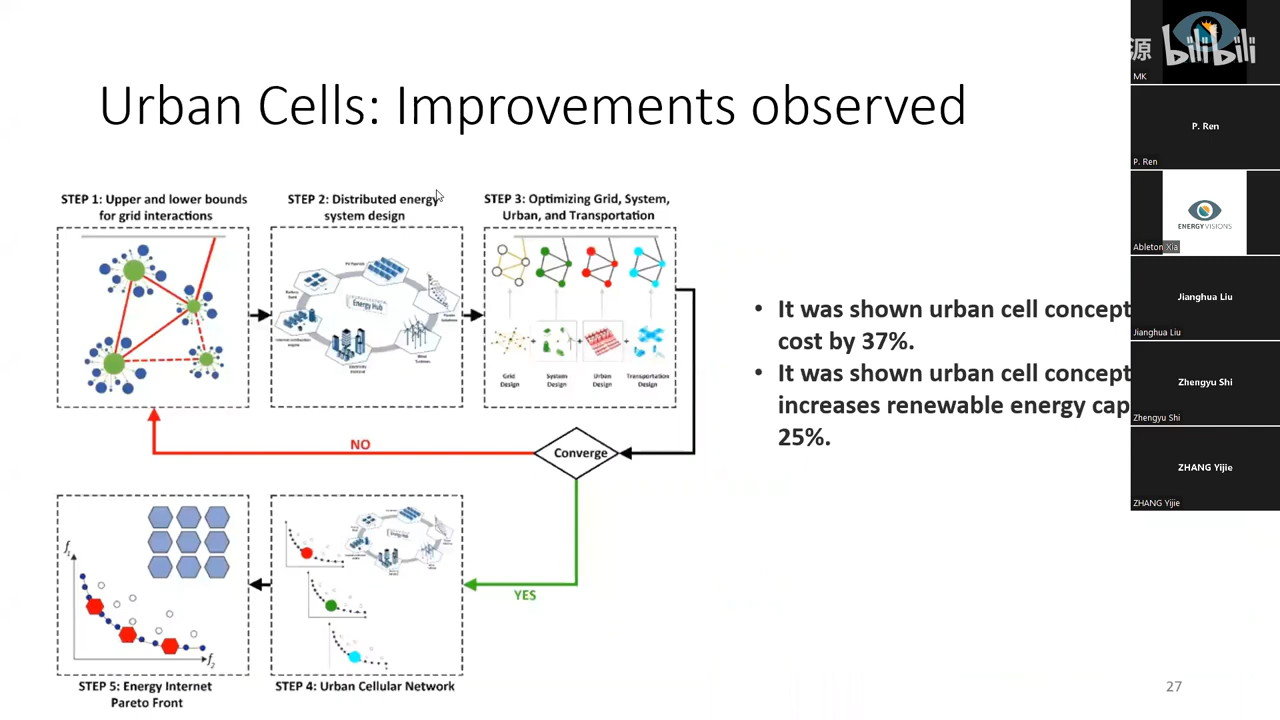 Urban Cells: Improvements observed
STEP 1: Upper and lower bounds
for grid interactions
STEP 2: Distributed energy
system design
STEP 3: Optimizing Grid, System,
Urban, and Transportation
Energy Hub
Grid
Design
System
Design
Urban
Design
Transportation
Design
NO
Converge
YES
f1
f2
STEP 5: Energy Internet
Pareto Front
STEP 4: Urban Cellular Network
• It was shown urban cell concept
cost by 37%.
• It was shown urban cell concept
increases renewable energy cap
25%.
27
源 bilibili
MK
P. Ren
P. Ren
ENERGYVISIONS
Ableton Xia
Jianghua Liu
Jianghua Liu
Zhengyu Shi
Zhengyu Shi
ZHANG Yijie
ZHANG Yijie